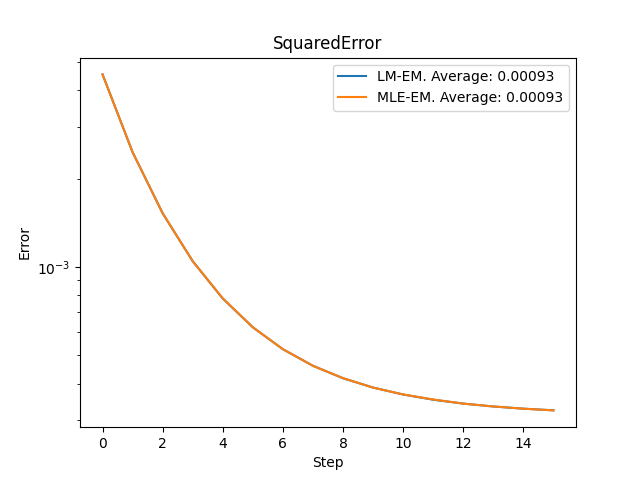 SquaredError
LM-EM. Average: 0.00093
MLE-EM. Average: 0.00093
Error
10⁻³
0 2 4 6 8 10 12 14
Step